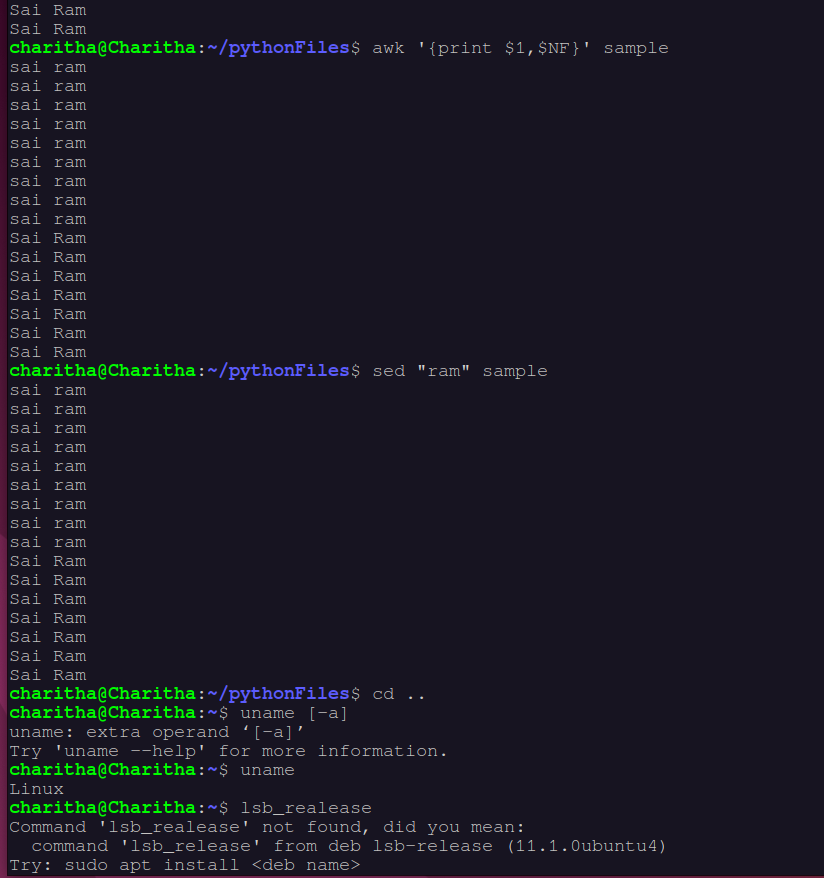 Sai Ram
Sai Ram
charitha@Charitha:~/pythonFiles$ awk '{print $1,$NF}' sample
sai ram
sai ram
sai ram
sai ram
sai ram
sai ram
sai ram
sai ram
sai ram
Sai Ram
Sai Ram
Sai Ram
Sai Ram
Sai Ram
Sai Ram
Sai Ram
charitha@Charitha:~/pythonFiles$ sed "ram" sample
sai ram
sai ram
sai ram
sai ram
sai ram
sai ram
sai ram
sai ram
sai ram
Sai Ram
Sai Ram
Sai Ram
Sai Ram
Sai Ram
Sai Ram
Sai Ram
charitha@Charitha:~/pythonFiles$ cd ..
charitha@Charitha:~$ uname [-a]
uname: extra operand ‘[-a]’
Try 'uname --help' for more information.
charitha@Charitha:~$ uname
Linux
charitha@Charitha:~$ lsb_realease
Command 'lsb_realease' not found, did you mean:
  command 'lsb_release' from deb lsb-release (11.1.0ubuntu4)
Try: sudo apt install <deb name>